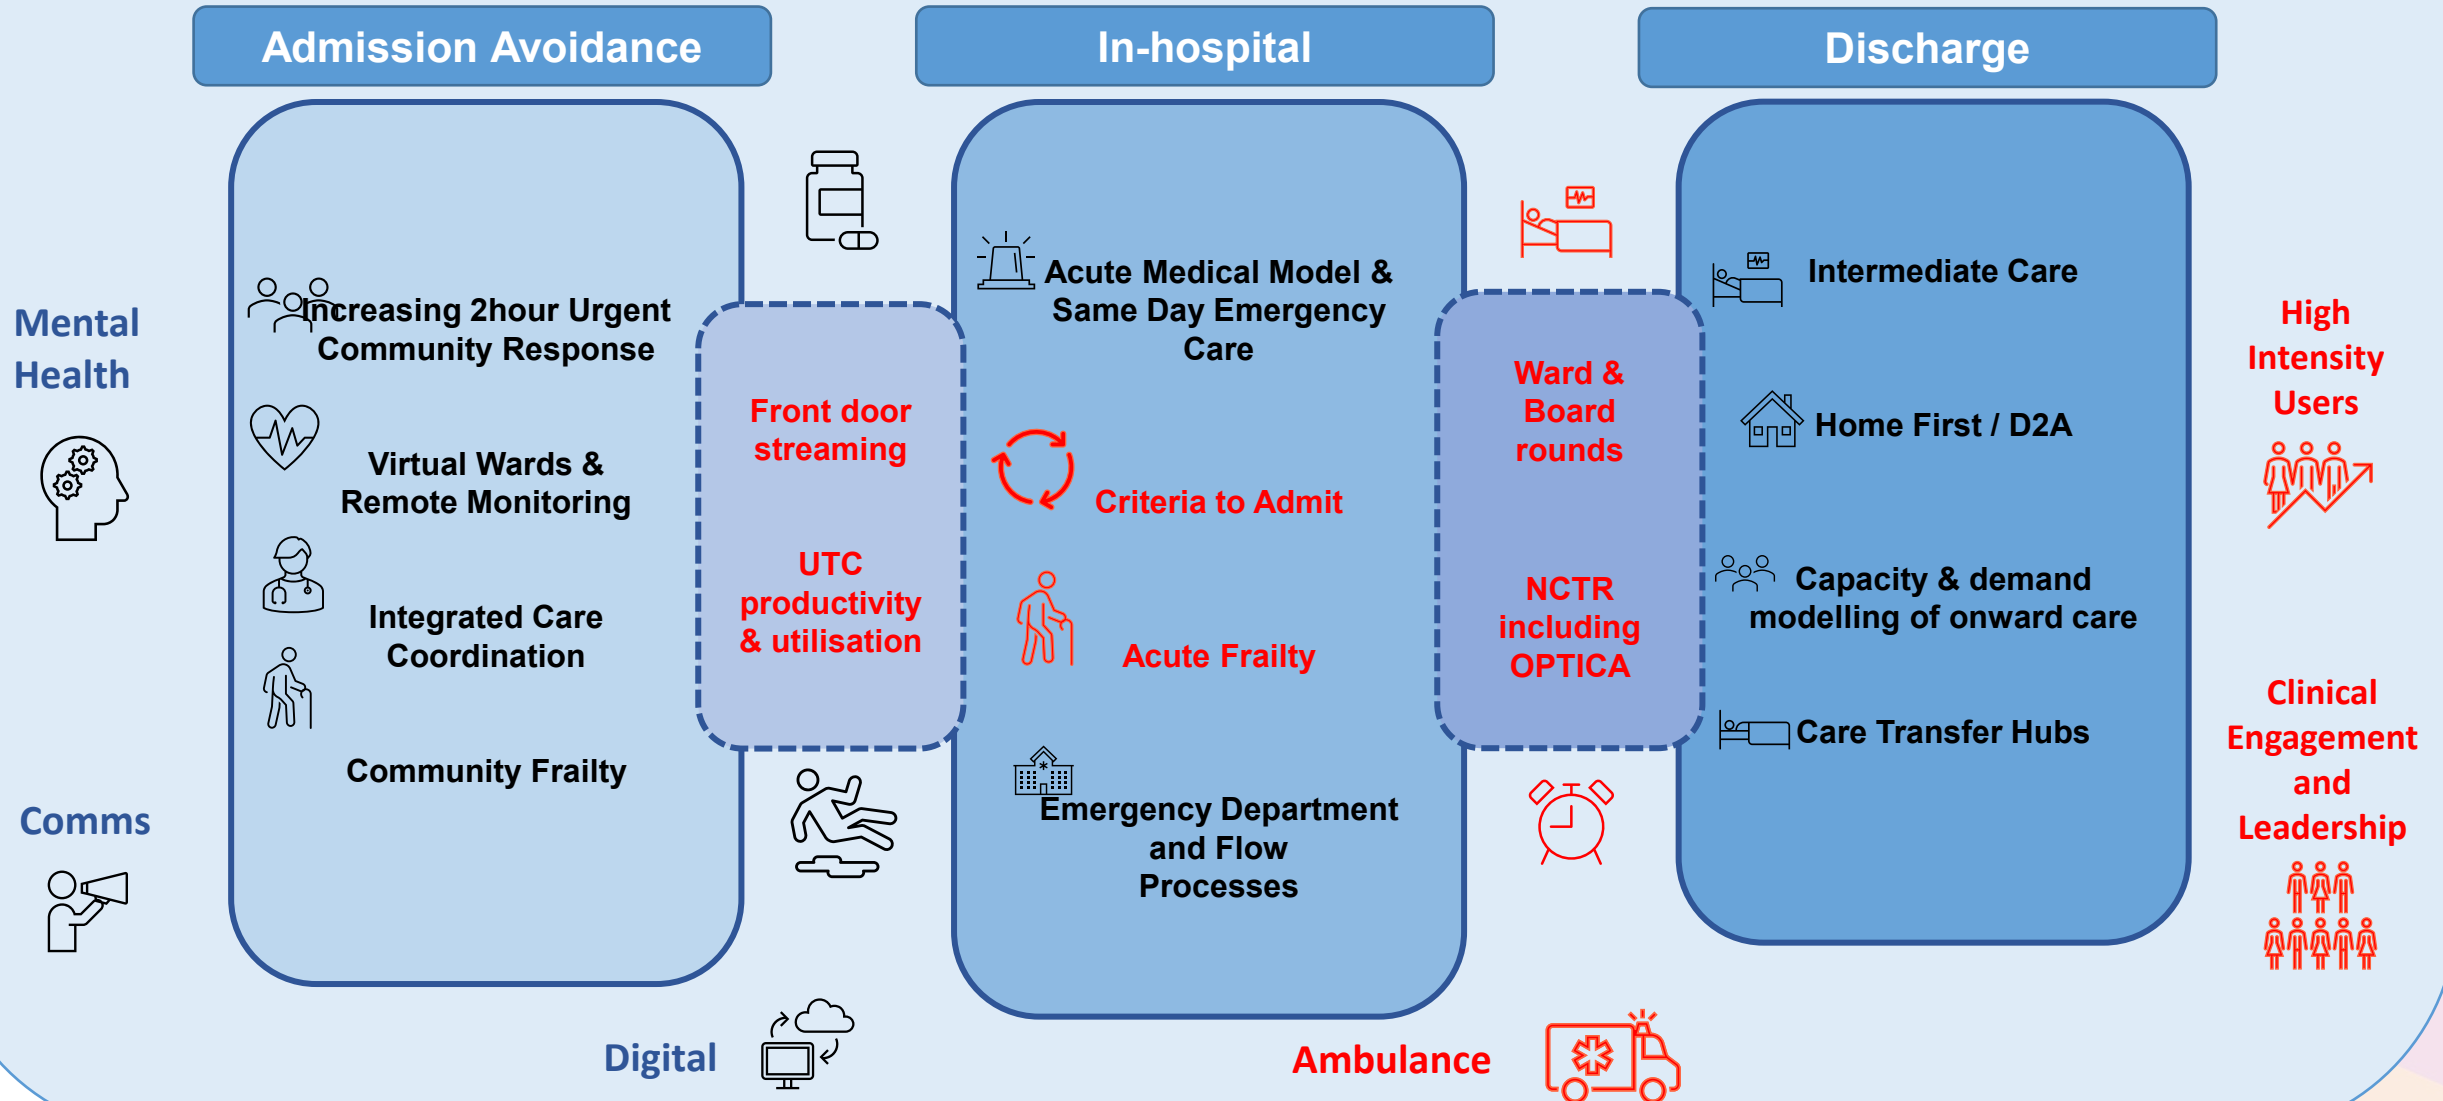 Admission Avoidance
In-hospital
Discharge
Mental
Health
Comms
Increasing 2hour Urgent
Community Response
Virtual Wards &
Remote Monitoring
Integrated Care
Coordination
Community Frailty
Front door
streaming
UTC
productivity
& utilisation
Acute Medical Model &
Same Day Emergency
Care
Criteria to Admit
Acute Frailty
Emergency Department
and Flow
Processes
Ward &
Board
rounds
NCTR
including
OPTICA
Intermediate Care
Home First / D2A
Capacity & demand
modelling of onward care
Care Transfer Hubs
High
Intensity
Users
Clinical
Engagement
and
Leadership
Digital
Ambulance